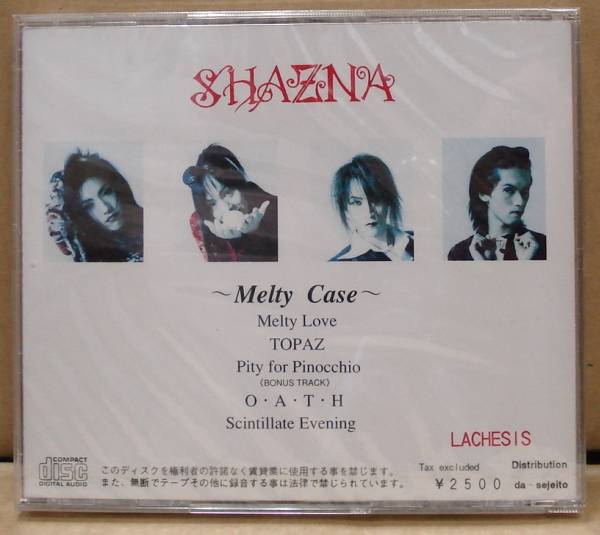 SHAZNA
～Melty Case～
Melty Love
TOPAZ
Pity for Pinocchio
《BONUS TRACK》
O・A・T・H
Scintillate Evening
LACHESIS
COMPACT
disc
DIGITAL AUDIO
このディスクを権利者の許諾なく賃貸業に使用する事を禁じます。
また、無断でテープその他に録音する事は法律で禁じられています。
Tax excluded
￥2500
Distribution
da-sejeito